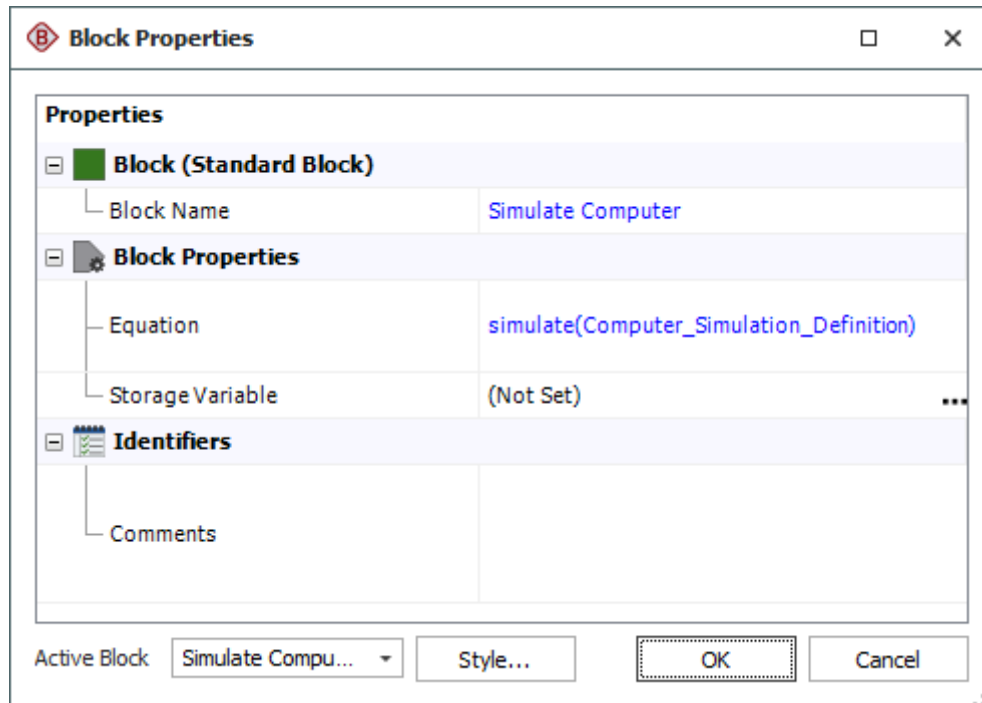 B Block Properties
Properties
Block (Standard Block)
Block Name Simulate Computer
Block Properties
Equation simulate(Computer_Simulation_Definition)
Storage Variable (Not Set) ...
Identifiers
Comments
Active Block Simulate Compu... Style... OK Cancel